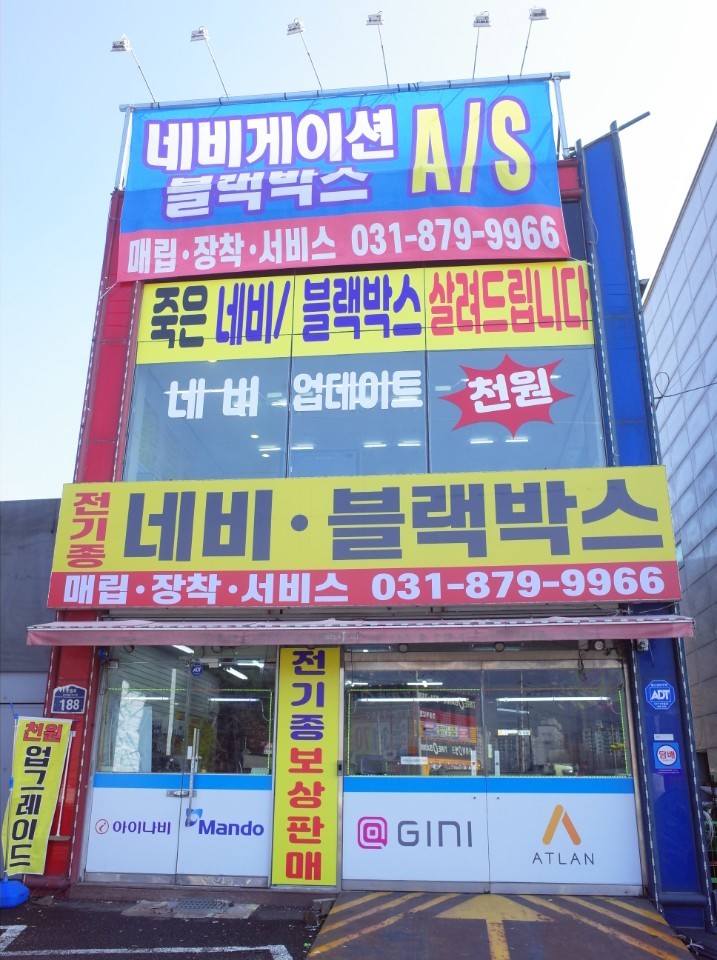 네비게이션 A/S
블랙박스
매립·장착·서비스 031-879-9966
죽은 네비/ 블랙박스 살려드립니다
네비 업데이트 천원
전기종 네비·블랙박스
매립·장착·서비스 031-879-9966
188
ADT
ADT
담배
천원
업그레이드
전기종보상판매
아이나비
Mando
GINI
ATLAN